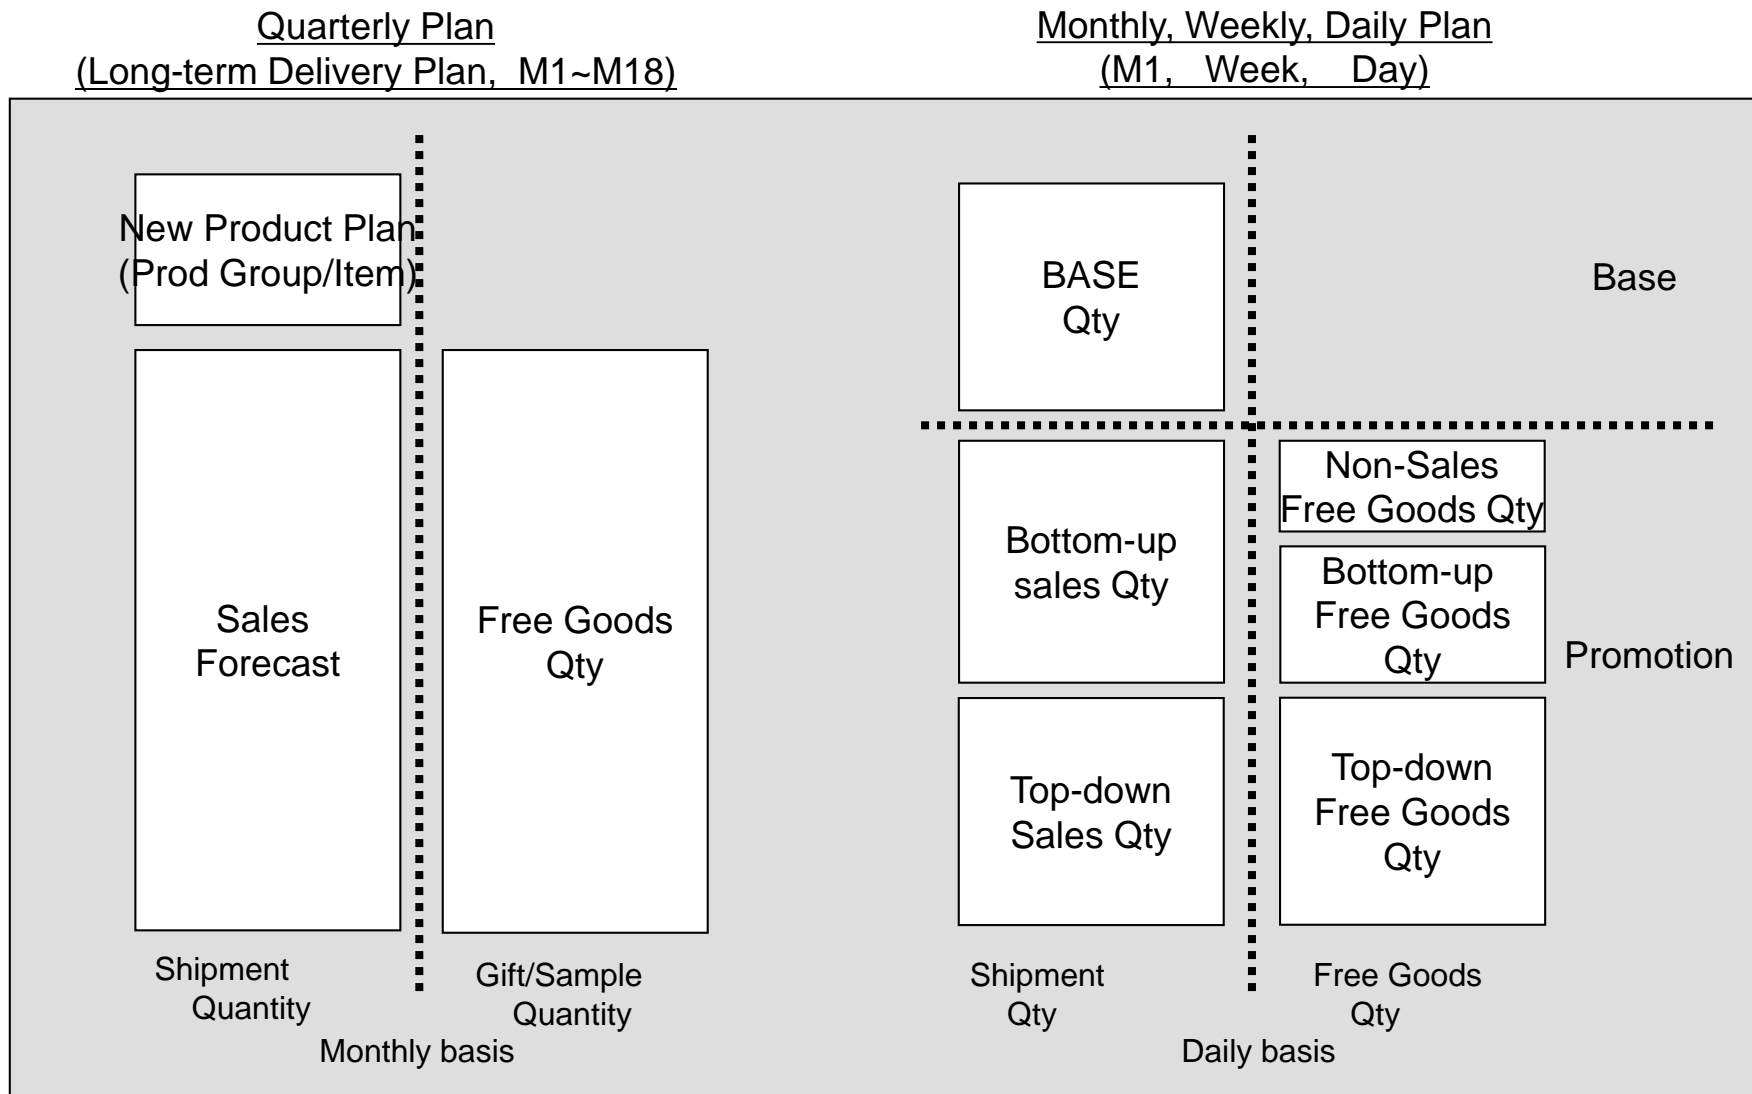 Quarterly Plan
(Long-term Delivery Plan, M1~M18)
Monthly, Weekly, Daily Plan
(M1, Week, Day)
New Product Plan
(Prod Group/Item)
Sales
Forecast
Free Goods
Qty
Shipment
Quantity
Gift/Sample
Quantity
Monthly basis
BASE
Qty
Base
Bottom-up
sales Qty
Non-Sales
Free Goods Qty
Bottom-up
Free Goods
Qty
Promotion
Top-down
Sales Qty
Top-down
Free Goods
Qty
Shipment
Qty
Free Goods
Qty
Daily basis